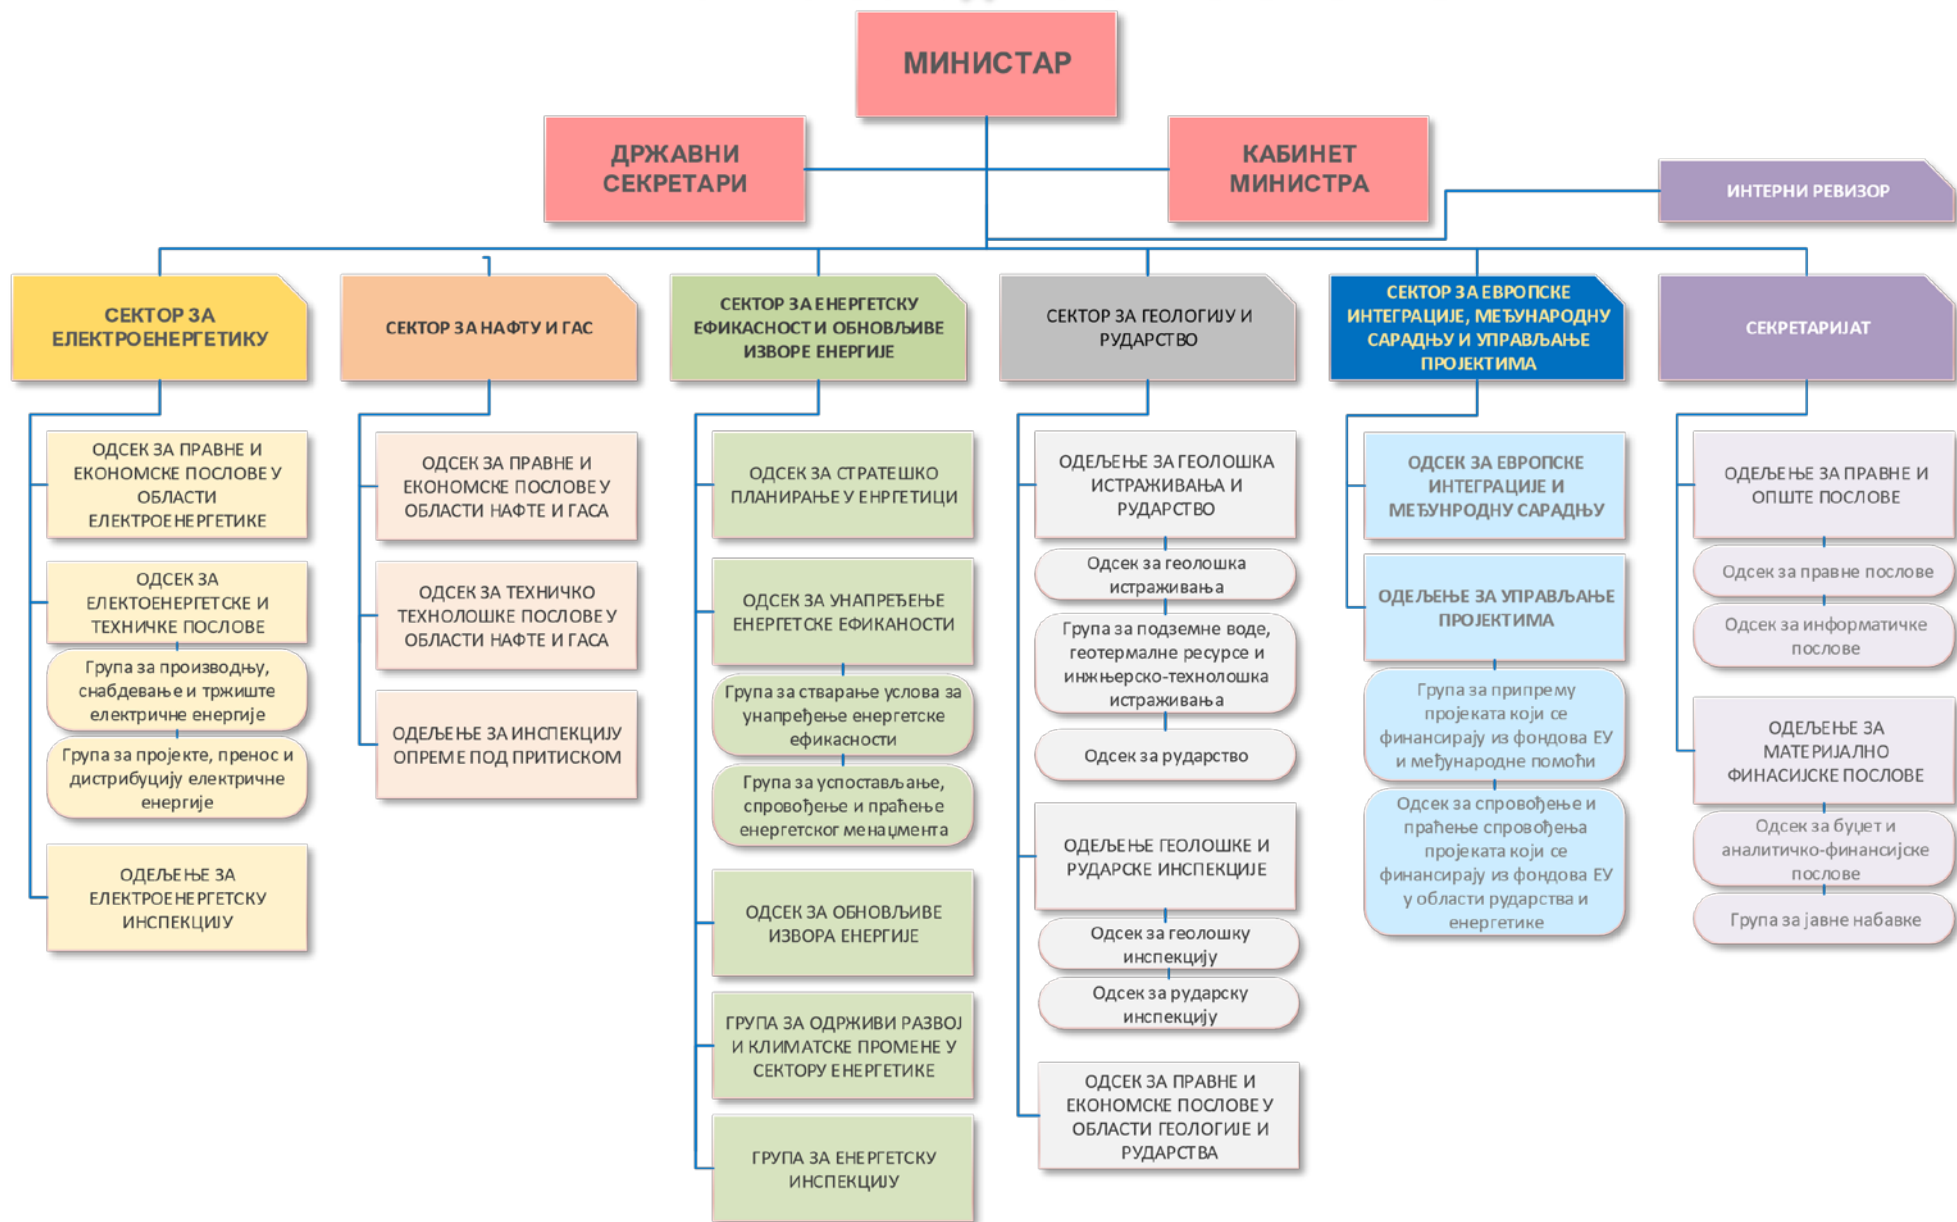 МИНИСТАР
ДРЖАВНИ
СЕКРЕТАРИ
КАБИНЕТ
МИНИСТРА
ИНТЕРНИ РЕВИЗОР
СЕКТОР ЗА
ЕЛЕКТРОЕНЕРГЕТИКУ
СЕКТОР ЗА НАФТУ И ГАС
СЕКТОР ЗА ЕНЕРГЕТСКУ
ЕФИКАСНОСТ И ОБНОВЉИВЕ
ИЗВОРЕ ЕНЕРГИЈЕ
СЕКТОР ЗА ГЕОЛОГИЈУ И
РУДАРСТВО
СЕКТОР ЗА ЕВРОПСКЕ
ИНТЕГРАЦИЈЕ, МЕЂУНАРОДНУ
САРАДЊУ И УПРАВЉАЊЕ
ПРОЈЕКТИМА
СЕКРЕТАРИЈАТ
ОДСЕК ЗА ПРАВНЕ И
ЕКОНОМСКЕ ПОСЛОВЕ У
ОБЛАСТИ
ЕЛЕКТРОЕНЕРГЕТИКЕ
ОДСЕК ЗА
ЕЛЕКТОЕНЕРГЕТСКЕ И
ТЕХНИЧКЕ ПОСЛОВЕ
Група за производњу,
снабдевање и тржиште
електричне енергије
Група за пројекте, пренос и
дистрибуцију електричне
енергије
ОДЕЉЕЊЕ ЗА
ЕЛЕКТРОЕНЕРГЕТСКУ
ИНСПЕКЦИЈУ
ОДСЕК ЗА ПРАВНЕ И
ЕКОНОМСКЕ ПОСЛОВЕ У
ОБЛАСТИ НАФТЕ И ГАСА
ОДСЕК ЗА ТЕХНИЧКО
ТЕХНОЛОШКЕ ПОСЛОВЕ У
ОБЛАСТИ НАФТЕ И ГАСА
ОДЕЉЕЊЕ ЗА ИНСПЕКЦИЈУ
ОПРЕМЕ ПОД ПРИТИСКОМ
ОДСЕК ЗА СТРАТЕШКО
ПЛАНИРАЊЕ У ЕНРГЕТИЦИ
ОДСЕК ЗА УНАПРЕЂЕЊЕ
ЕНЕРГЕТСКЕ ЕФИКАНОСТИ
Група за стварање услова за
унапређење енергетске
ефикасности
Група за успостављање,
спровођење и праћење
енергетског менаџмента
ОДСЕК ЗА ОБНОВЉИВЕ
ИЗВОРА ЕНЕРГИЈЕ
ГРУПА ЗА ОДРЖИВИ РАЗВОЈ
И КЛИМАТСКЕ ПРОМЕНЕ У
СЕКТОРУ ЕНЕРГЕТИКЕ
ГРУПА ЗА ЕНЕРГЕТСКУ
ИНСПЕКЦИЈУ
ОДЕЉЕЊЕ ЗА ГЕОЛОШКА
ИСТРАЖИВАЊА И
РУДАРСТВО
Одсек за геолошка
истраживања
Група за подземне воде,
геотермалне ресурсе и
инжњерско-технолошка
истраживања
Одсек за рударство
ОДЕЉЕЊЕ ГЕОЛОШКЕ И
РУДАРСКЕ ИНСПЕКЦИЈЕ
Одсек за геолошку
инспекцију
Одсек за рударску
инспекцију
ОДСЕК ЗА ПРАВНЕ И
ЕКОНОМСКЕ ПОСЛОВЕ У
ОБЛАСТИ ГЕОЛОГИЈЕ И
РУДАРСТВА
ОДСЕК ЗА ЕВРОПСКЕ
ИНТЕГРАЦИЈЕ И
МЕЂУНРОДНУ САРАДЊУ
ОДЕЉЕЊЕ ЗА УПРАВЉАЊЕ
ПРОЈЕКТИМА
Група за припрему
пројеката који се
финансирају из фондова ЕУ
и међународне помоћи
Одсек за спровођење и
праћење спровођења
пројеката који се
финансирају из фондова ЕУ
у области рударства и
енергетике
ОДЕЉЕЊЕ ЗА ПРАВНЕ И
ОПШТЕ ПОСЛОВЕ
Одсек за правне послове
Одсек за информатичке
послове
ОДЕЉЕЊЕ ЗА
МАТЕРИЈАЛНО
ФИНАСИЈСКЕ ПОСЛОВЕ
Одсек за буџет и
аналитичко-финансијске
послове
Група за јавне набавке